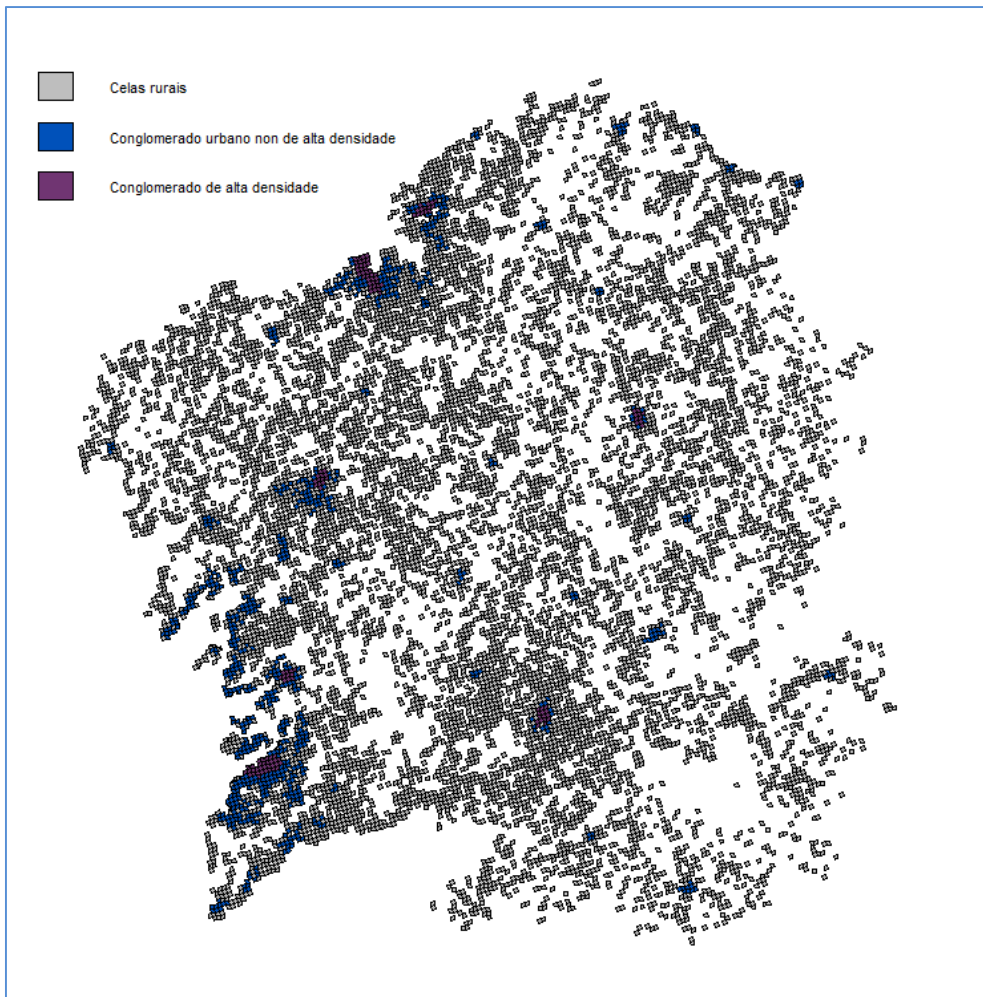 Celas rurais
Conglomerado urbano non de alta densidade
Conglomerado de alta densidade